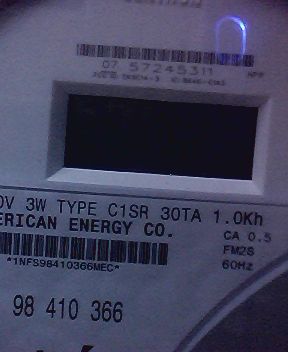 07 57245311
0V 3W TYPE C1SR 30TA 1.0Kh
ERICAN ENERGY CO.
CA 0.5
FM2S
60Hz
*1NFS98410366MEC*
98 410 366